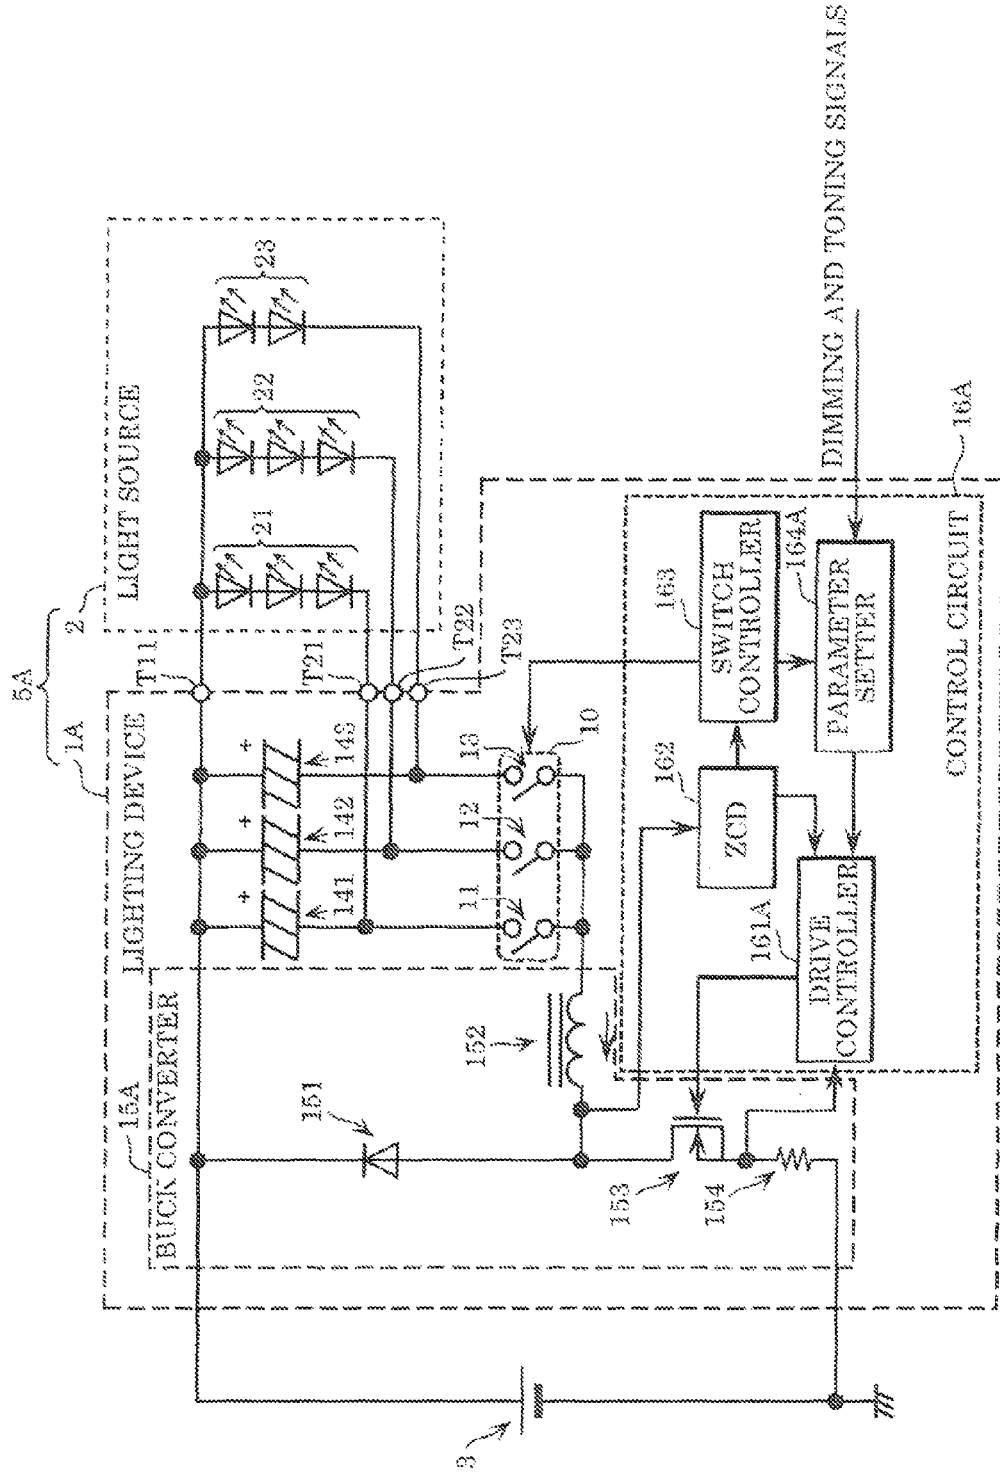 5A
1A
2
LIGHTING DEVICE
LIGHT SOURCE
15A
BUCK CONVERTER
T11
T21
T22
T23
21
22
23
+
+
+
141
142
143
151
152
11
12
13
10
153
154
3
162
ZCD
163
SWITCH
CONTROLLER
161A
DRIVE
CONTROLLER
164A
PARAMETER
SETTER
CONTROL CIRCUIT
16A
DIMMING AND TONING SIGNALS